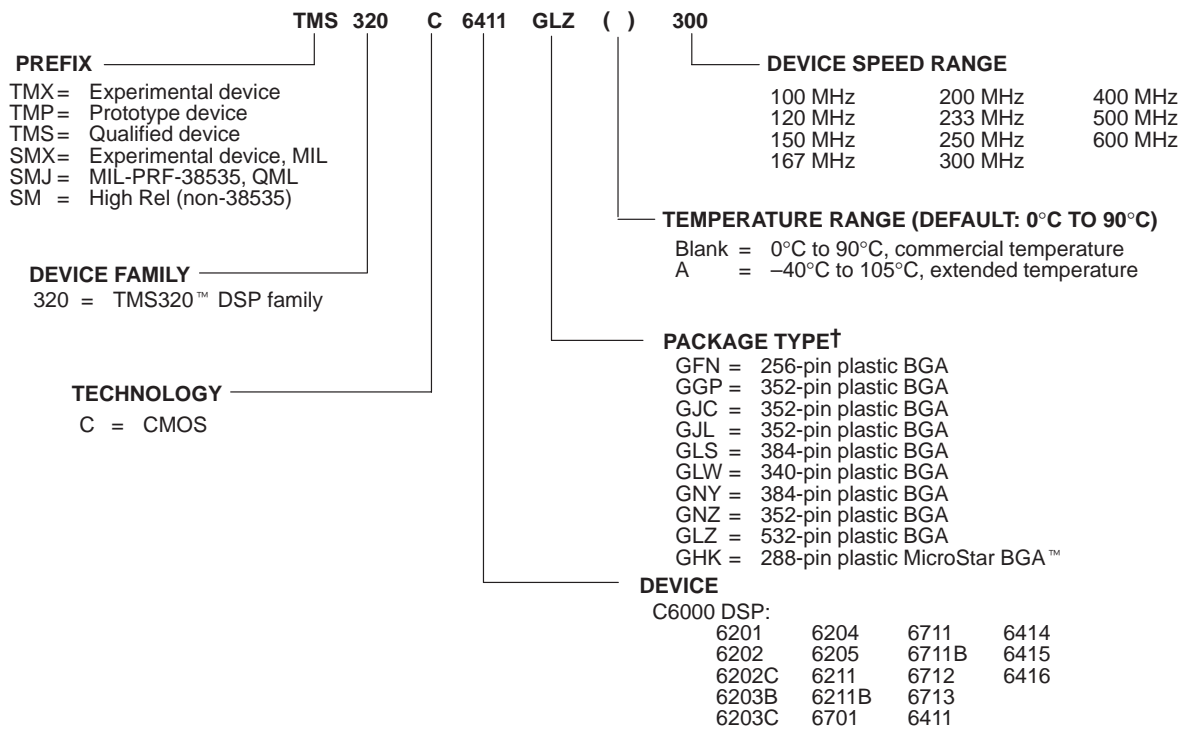 TMS 320 C 6411 GLZ ( ) 300
PREFIX
TMX = Experimental device
TMP = Prototype device
TMS = Qualified device
SMX = Experimental device, MIL
SMJ = MIL-PRF-38535, QML
SM = High Rel (non-38535)
DEVICE SPEED RANGE
100 MHz 200 MHz 400 MHz
120 MHz 233 MHz 500 MHz
150 MHz 250 MHz 600 MHz
167 MHz 300 MHz
TEMPERATURE RANGE (DEFAULT: 0°C TO 90°C)
Blank = 0°C to 90°C, commercial temperature
A = –40°C to 105°C, extended temperature
DEVICE FAMILY
320 = TMS320™ DSP family
PACKAGE TYPE†
GFN = 256-pin plastic BGA
GGP = 352-pin plastic BGA
GJC = 352-pin plastic BGA
GJL = 352-pin plastic BGA
GLS = 384-pin plastic BGA
GLW = 340-pin plastic BGA
GNY = 384-pin plastic BGA
GNZ = 352-pin plastic BGA
GLZ = 532-pin plastic BGA
GHK = 288-pin plastic MicroStar BGA™
TECHNOLOGY
C = CMOS
DEVICE
C6000 DSP:
6201 6204 6711 6414
6202 6205 6711B 6415
6202C 6211 6712 6416
6203B 6211B 6713
6203C 6701 6411